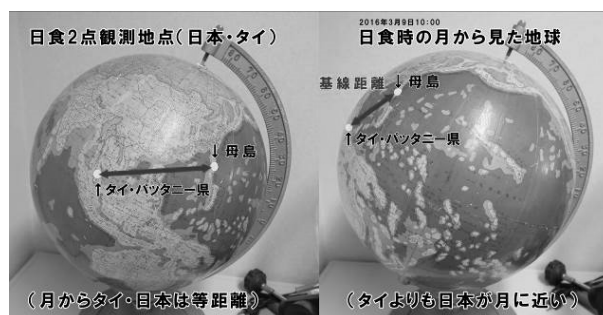 日食2点観測地点(日本・タイ)
↓母島
↑タイ・パッタニー県
(月からタイ・日本は等距離)
2016年3月9日10:00
日食時の月から見た地球
基線距離
↓母島
↑タイ・パッタニー県
(タイよりも日本が月に近い)